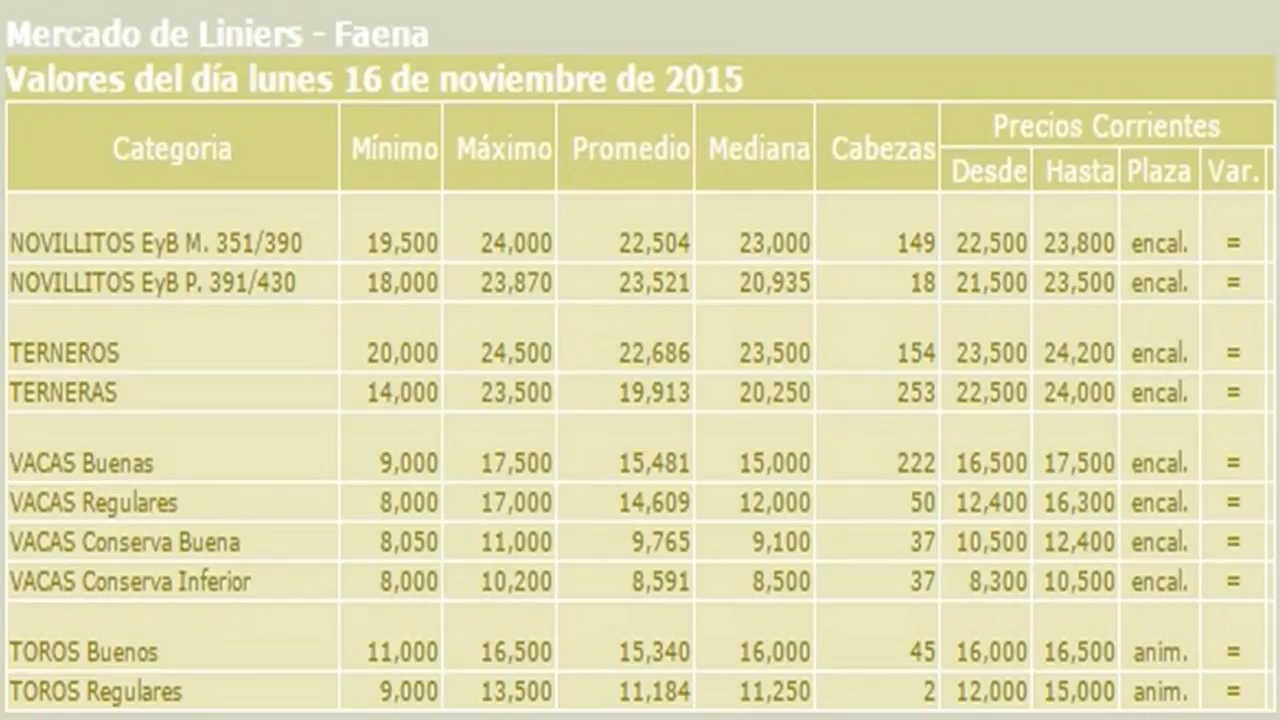 Mercado de Liniers - Faena
Valores del día lunes 16 de noviembre de 2015
Categoria Mínimo Máximo Promedio Mediana Cabezas Precios Corrientes
Desde Hasta Plaza Var.
NOVILLITOS EyB M. 351/390 19,500 24,000 22,504 23,000 149 22,500 23,800 encal. =
NOVILLITOS EyB P. 391/430 18,000 23,870 23,521 20,935 18 21,500 23,500 encal. =
TERNEROS 20,000 24,500 22,686 23,500 154 23,500 24,200 encal. =
TERNERAS 14,000 23,500 19,913 20,250 253 22,500 24,000 encal. =
VACAS Buenas 9,000 17,500 15,481 15,000 222 16,500 17,500 encal. =
VACAS Regulares 8,000 17,000 14,609 12,000 50 12,400 16,300 encal. =
VACAS Conserva Buena 8,050 11,000 9,765 9,100 37 10,500 12,400 encal. =
VACAS Conserva Inferior 8,000 10,200 8,591 8,500 37 8,300 10,500 encal. =
TOROS Buenos 11,000 16,500 15,340 16,000 45 16,000 16,500 anim. =
TOROS Regulares 9,000 13,500 11,184 11,250 2 12,000 15,000 anim. =